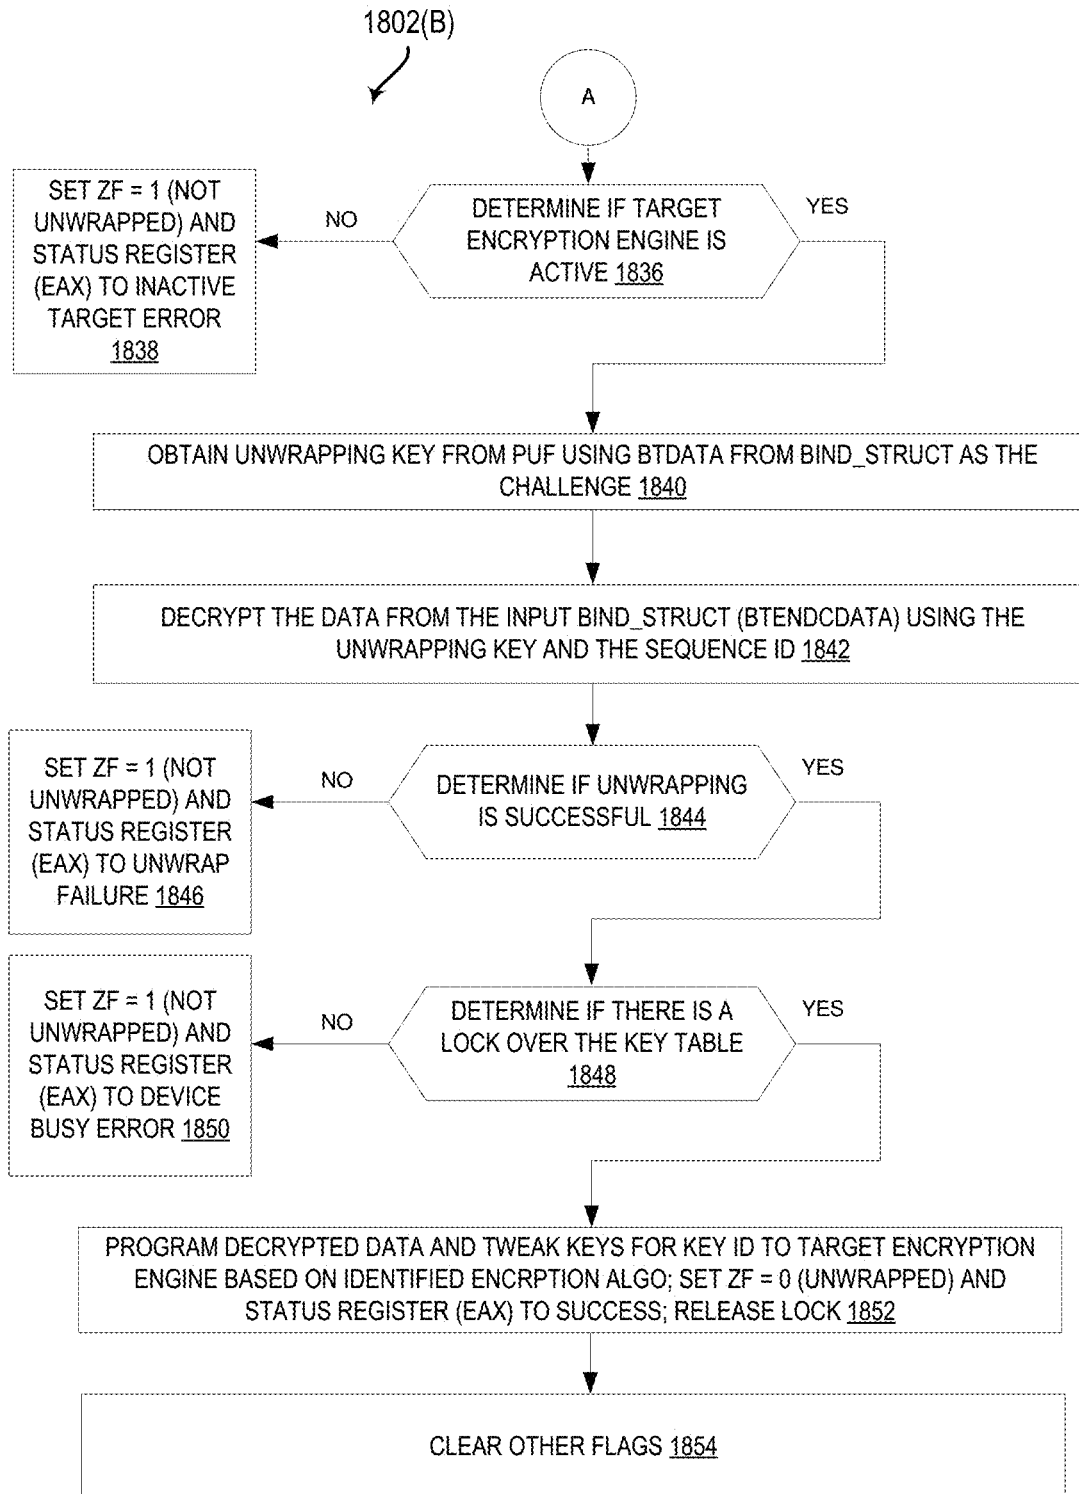 1802(B)
A
SET ZF = 1 (NOT
UNWRAPPED) AND
STATUS REGISTER
(EAX) TO INACTIVE
TARGET ERROR
1838
NO
DETERMINE IF TARGET
ENCRYPTION ENGINE IS
ACTIVE 1836
YES
OBTAIN UNWRAPPING KEY FROM PUF USING BTDATA FROM BIND_STRUCT AS THE
CHALLENGE 1840
DECRYPT THE DATA FROM THE INPUT BIND_STRUCT (BTENDCDATA) USING THE
UNWRAPPING KEY AND THE SEQUENCE ID 1842
SET ZF = 1 (NOT
UNWRAPPED) AND
STATUS REGISTER
(EAX) TO UNWRAP
FAILURE 1846
NO
DETERMINE IF UNWRAPPING
IS SUCCESSFUL 1844
YES
SET ZF = 1 (NOT
UNWRAPPED) AND
STATUS REGISTER
(EAX) TO DEVICE
BUSY ERROR 1850
NO
DETERMINE IF THERE IS A
LOCK OVER THE KEY TABLE
1848
YES
PROGRAM DECRYPTED DATA AND TWEAK KEYS FOR KEY ID TO TARGET ENCRYPTION
ENGINE BASED ON IDENTIFIED ENCRPTION ALGO; SET ZF = 0 (UNWRAPPED) AND
STATUS REGISTER (EAX) TO SUCCESS; RELEASE LOCK 1852
CLEAR OTHER FLAGS 1854